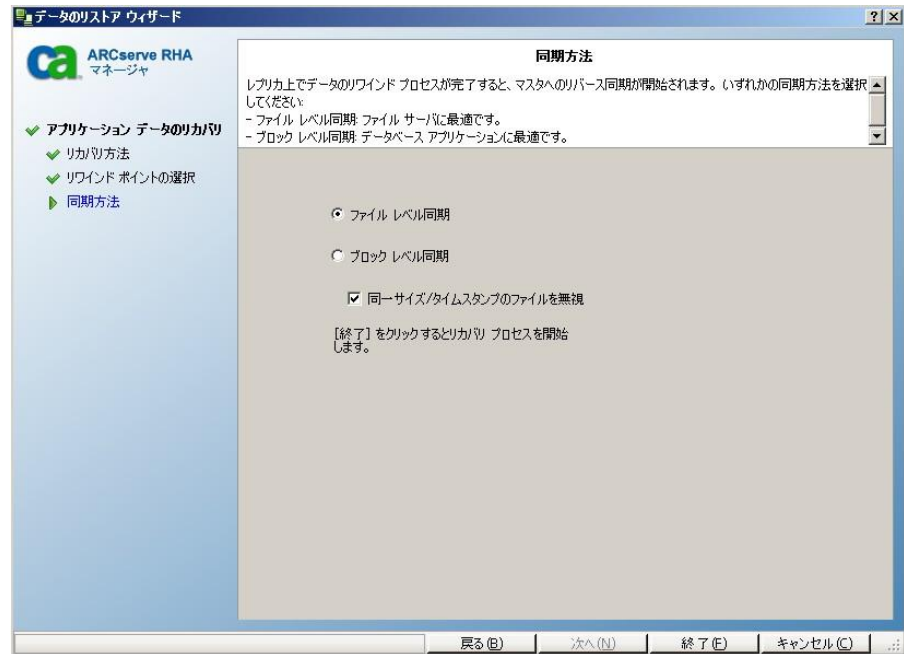 データのリストア ウィザード
ca
ARCserve RHA
マネージャ
アプリケーション データのリカバリ
リカバリ方法
リワインド ポイントの選択
同期方法
同期方法
レプリカ上でデータのリワインド プロセスが完了すると、マスタへのリバース同期が開始されます。いずれかの同期方法を選択
してください:
- ファイル レベル同期: ファイル サーバに最適です。
- ブロック レベル同期: データベース アプリケーションに最適です。
ファイル レベル同期
ブロック レベル同期
同一サイズ/タイムスタンプのファイルを無視
[終了] をクリックするとリカバリ プロセスを開始
します。
戻る(B)
次へ(N)
終了(F)
キャンセル(C)